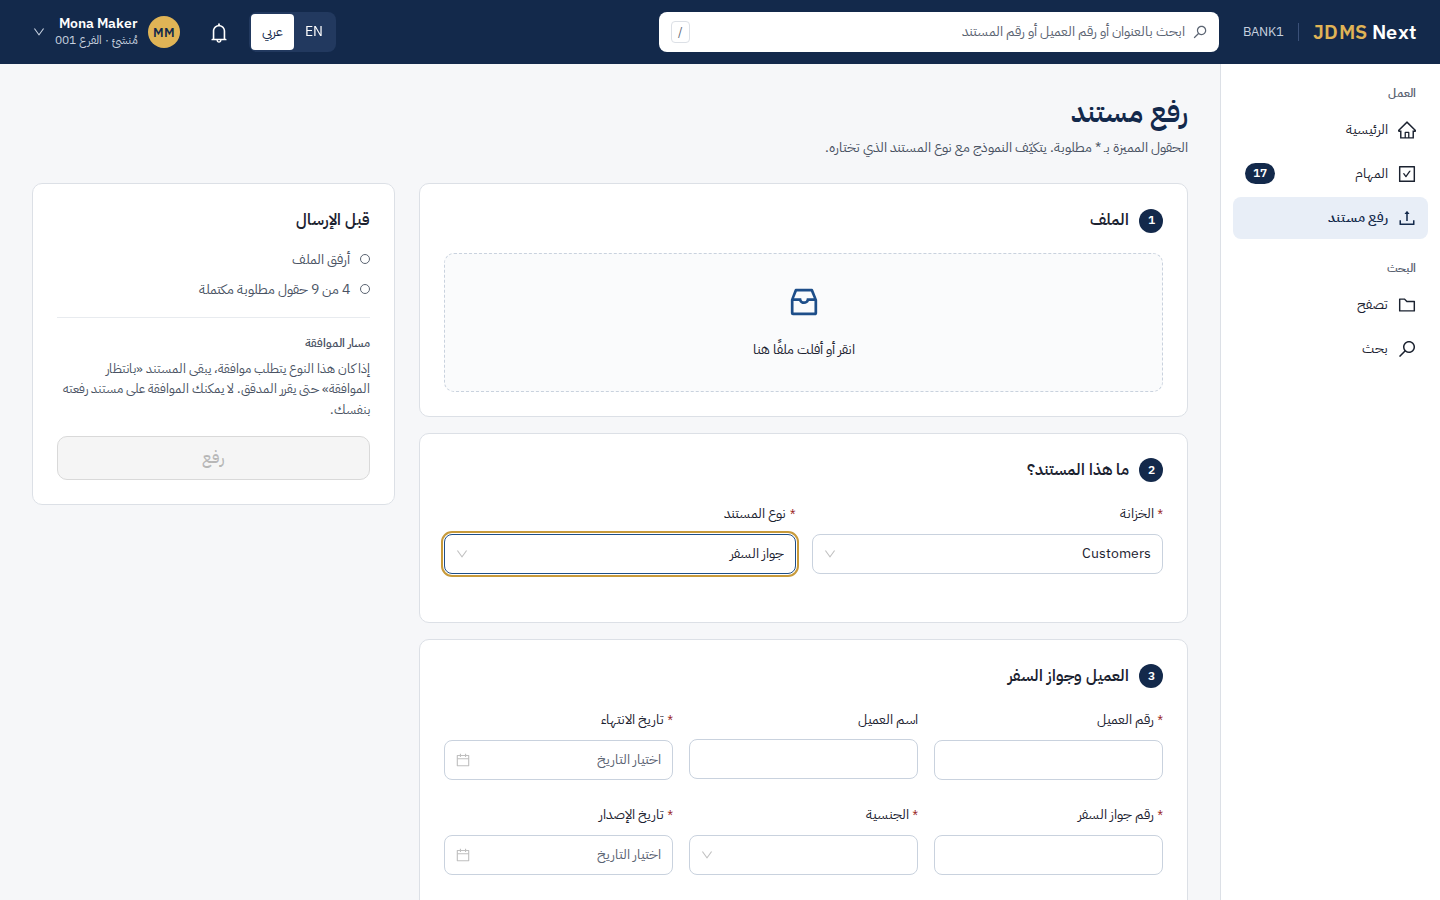 JDMS Next
BANK1
ابحث بالعنوان أو رقم العميل أو رقم المستند
/
EN
عربي
MM
Mona Maker
مُنشئ · الفرع 001
العمل
الرئيسية
المهام
17
رفع مستند
البحث
تصفح
بحث
رفع مستند
الحقول المميزة بـ * مطلوبة. يتكيّف النموذج مع نوع المستند الذي تختاره.
1
الملف
انقر أو أفلت ملفًا هنا
2
ما هذا المستند؟
* الخزانة
* نوع المستند
Customers
جواز السفر
3
العميل وجواز السفر
* رقم العميل
اسم العميل
* تاريخ الانتهاء
اختيار التاريخ
* رقم جواز السفر
* الجنسية
* تاريخ الإصدار
اختيار التاريخ
قبل الإرسال
أرفق الملف
4 من 9 حقول مطلوبة مكتملة
مسار الموافقة
إذا كان هذا النوع يتطلب موافقة، يبقى المستند «بانتظار
الموافقة» حتى يقرر المدقق. لا يمكنك الموافقة على مستند رفعته
بنفسك.
رفع